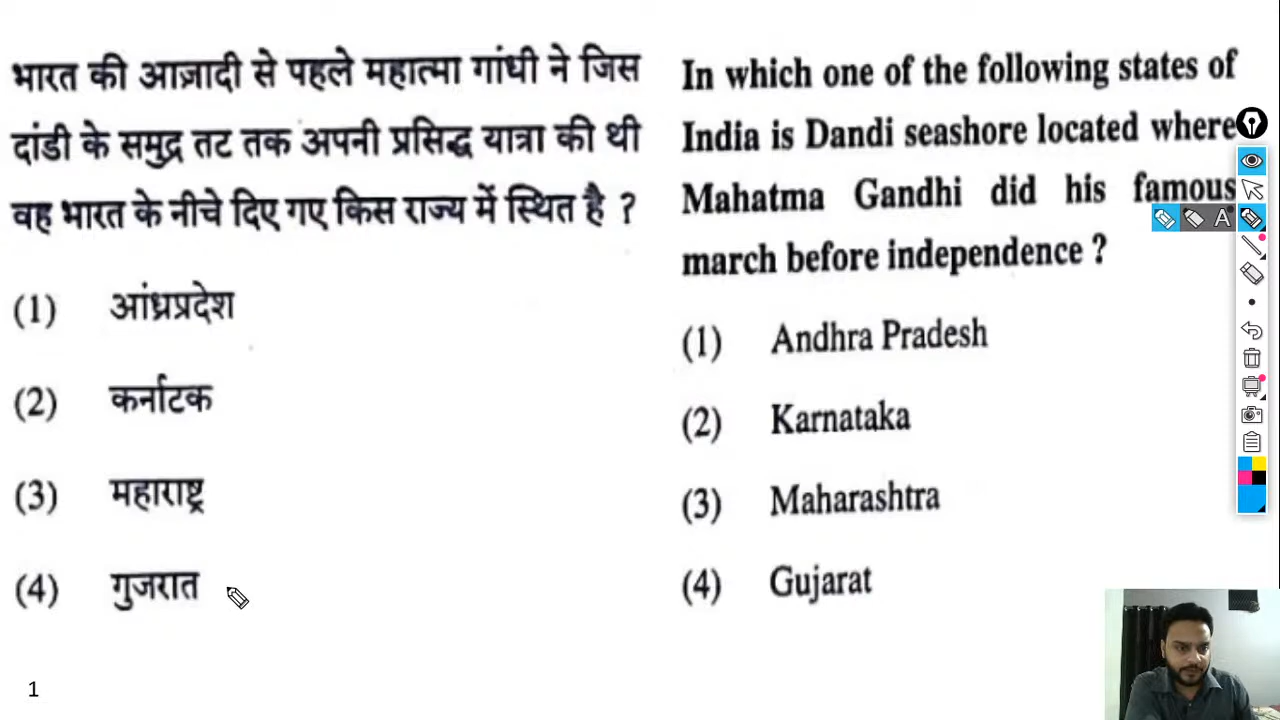 भारत की आज़ादी से पहले महात्मा गांधी ने जिस
दांडी के समुद्र तट तक अपनी प्रसिद्ध यात्रा की थी
वह भारत के नीचे दिए गए किस राज्य में स्थित है ?
(1) आंध्रप्रदेश
(2) कर्नाटक
(3) महाराष्ट्र
(4) गुजरात
In which one of the following states of
India is Dandi seashore located where
Mahatma Gandhi did his famous
march before independence ?
(1) Andhra Pradesh
(2) Karnataka
(3) Maharashtra
(4) Gujarat
A
1